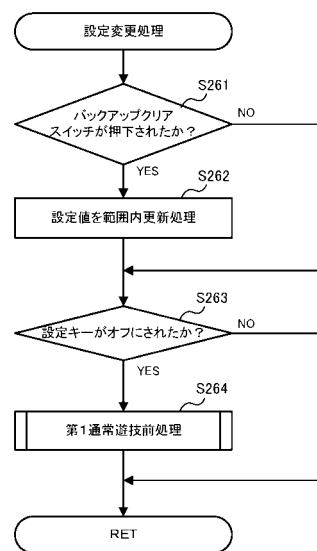 設定変更処理
S261
バックアップクリア
スイッチが押下されたか?
NO
YES
S262
設定値を範囲内更新処理
S263
設定キーがオフにされたか?
NO
YES
S264
第1通常遊技前処理
RET